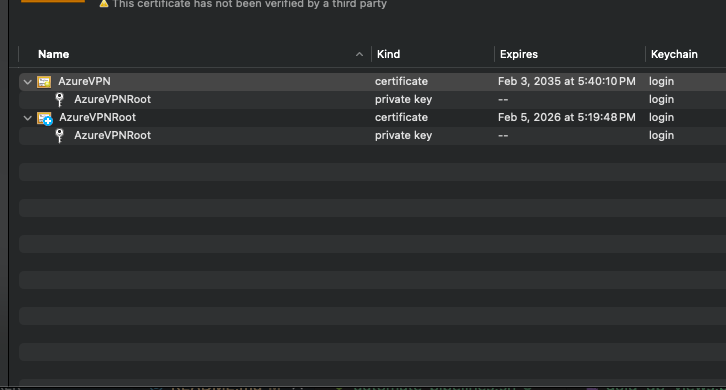 This certificate has not been verified by a third party
Name Kind Expires Keychain
AzureVPN certificate Feb 3, 2035 at 5:40:10 PM login
AzureVPNRoot private key -- login
AzureVPNRoot certificate Feb 5, 2026 at 5:19:48 PM login
AzureVPNRoot private key -- login